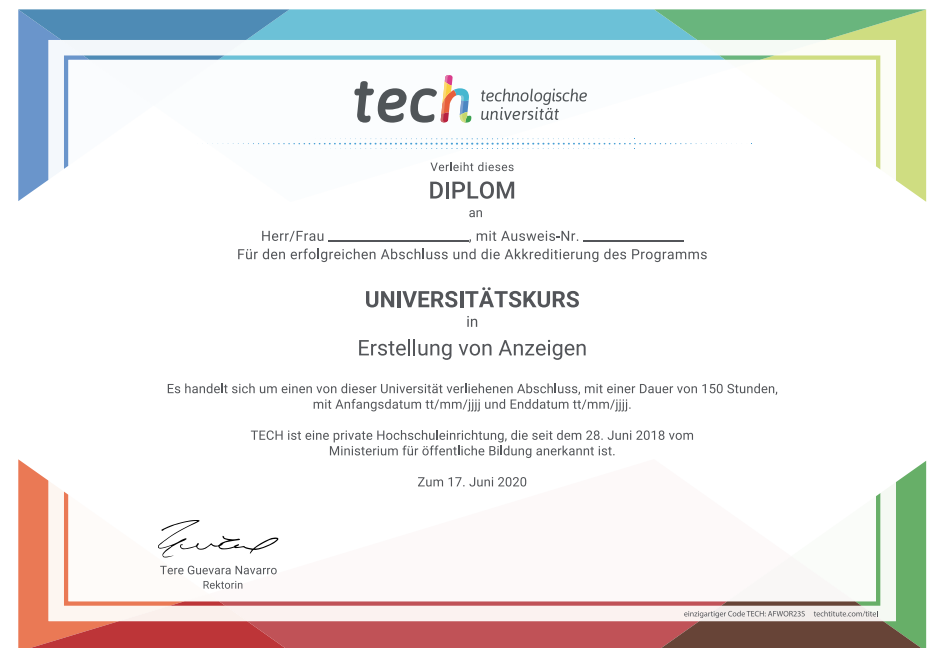 tech technologische
universität
Verleiht dieses
DIPLOM
an
Herr/Frau ____________________, mit Ausweis-Nr. ______________
Für den erfolgreichen Abschluss und die Akkreditierung des Programms
UNIVERSITÄTSKURS
in
Erstellung von Anzeigen
Es handelt sich um einen von dieser Universität verliehenen Abschluss, mit einer Dauer von 150 Stunden,
mit Anfangsdatum tt/mm/jjjj und Enddatum tt/mm/jjjj.
TECH ist eine private Hochschuleinrichtung, die seit dem 28. Juni 2018 vom
Ministerium für öffentliche Bildung anerkannt ist.
Zum 17. Juni 2020
Tere Guevara Navarro
Rektorin
einzigartiger Code TECH: AFWOR23S techtitute.com/titel